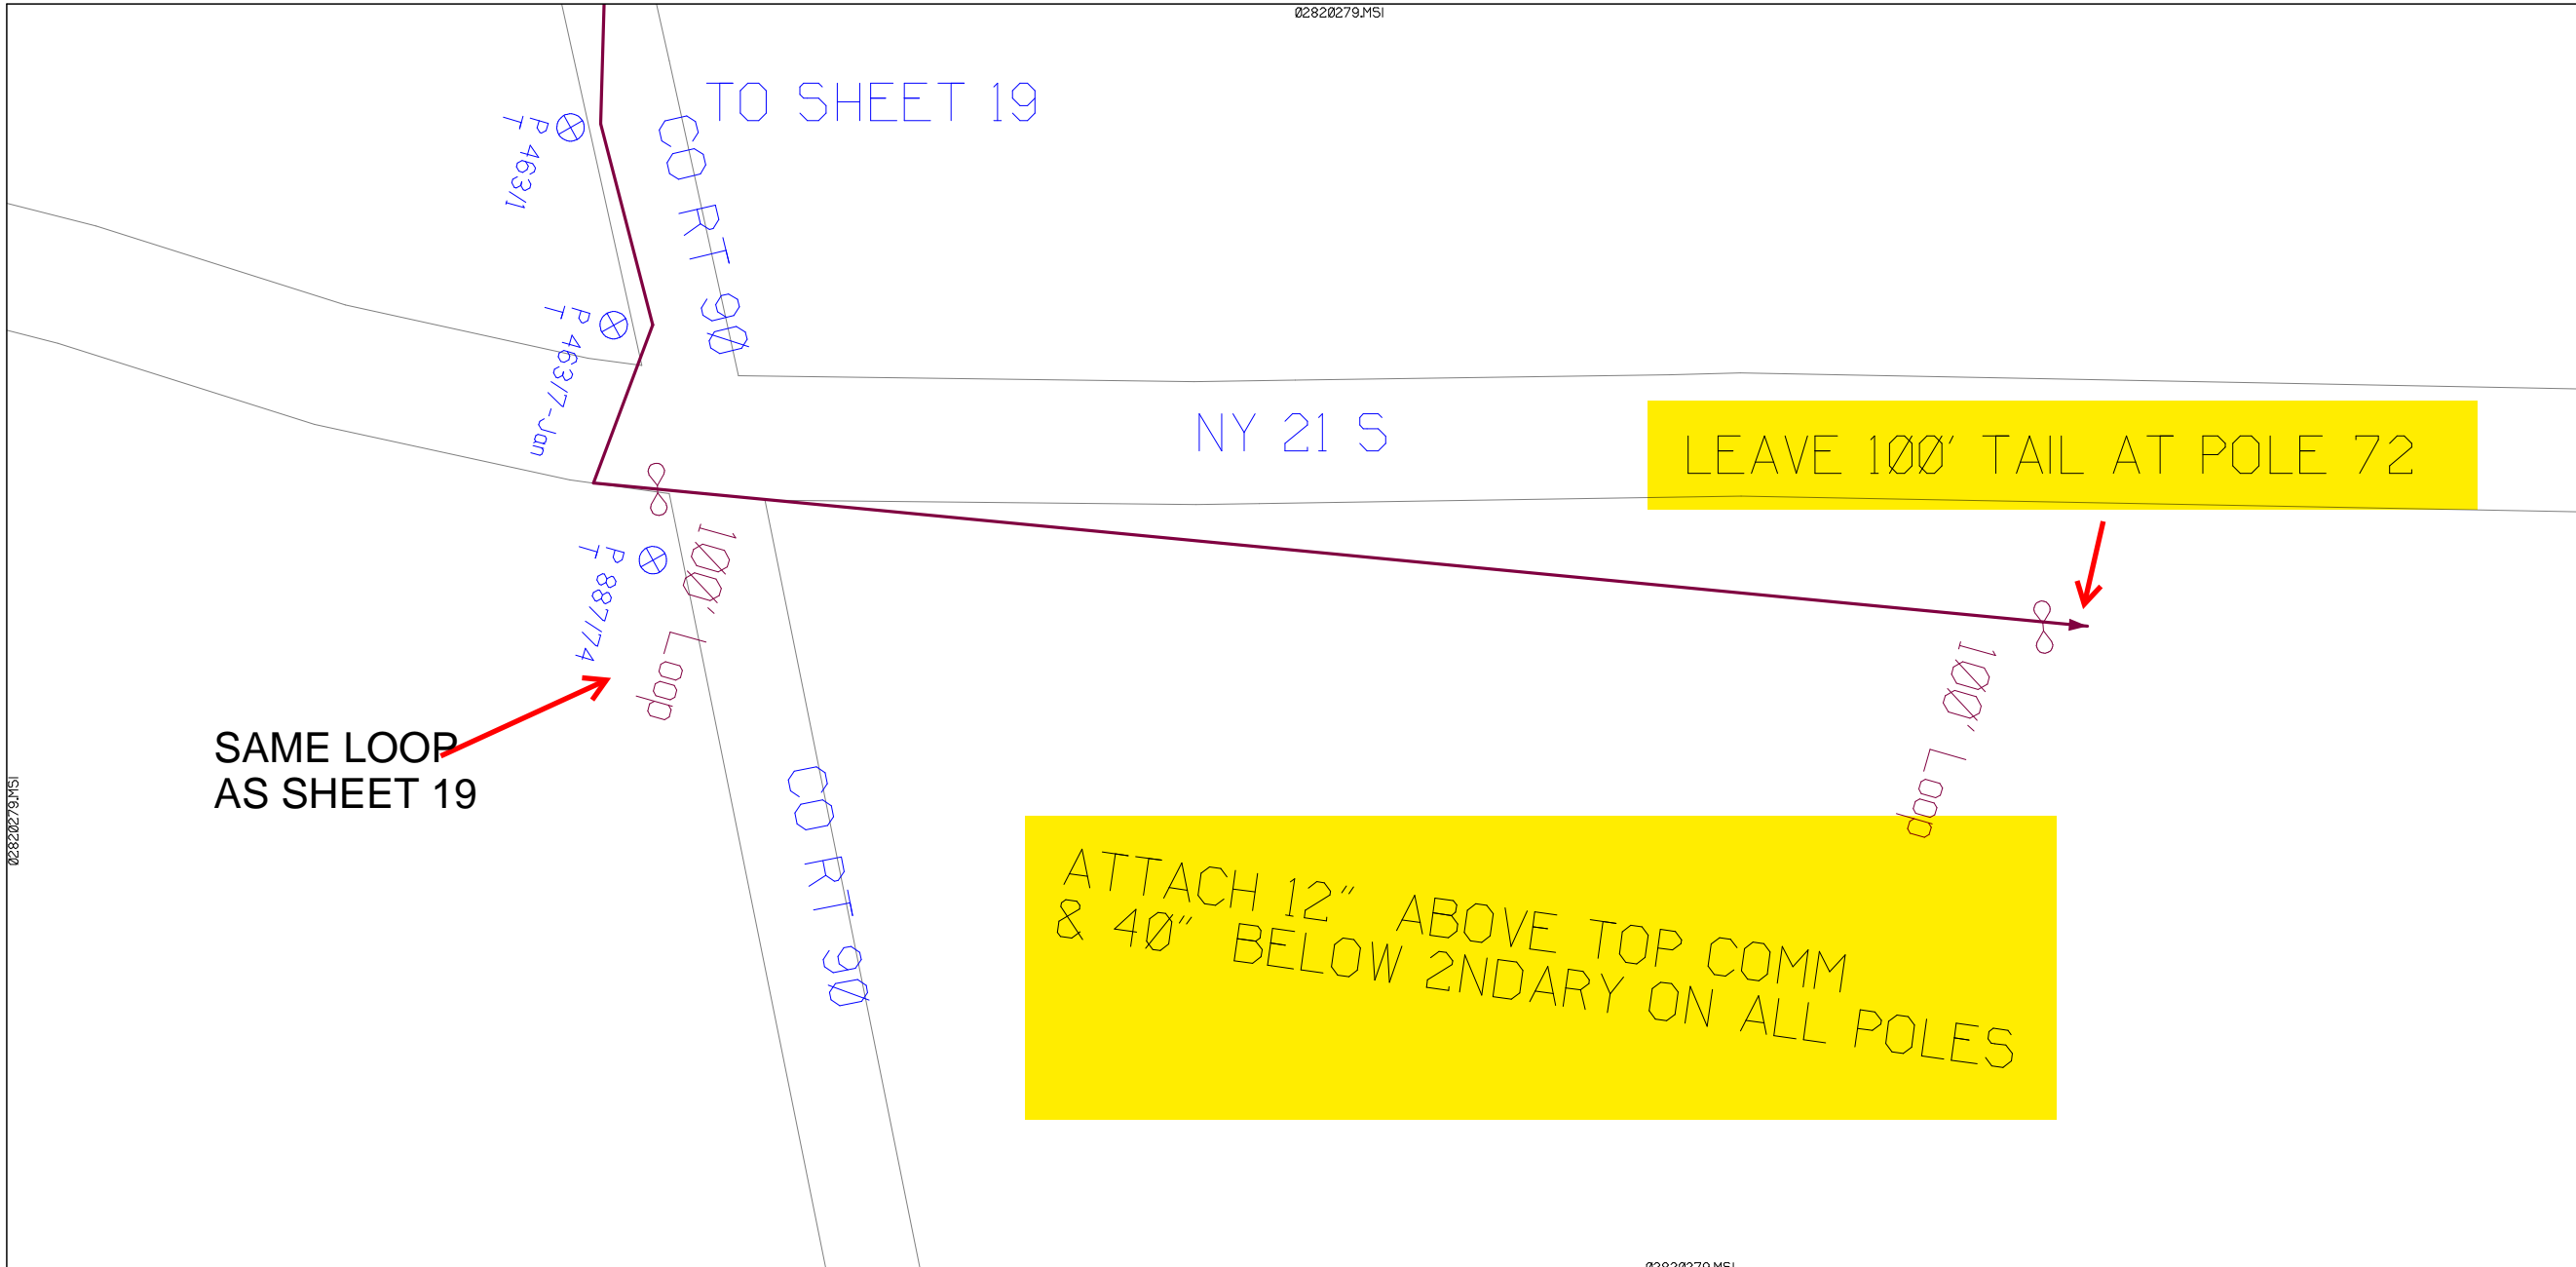 02820279.MSI
TO SHEET 19
CO RT 90
P 463/1
T
P 463/7-Jan
T
NY 21 S
LEAVE 100' TAIL AT POLE 72
P 887/74
T
100' Loop
100' Loop
SAME LOOP
AS SHEET 19
02820279.MSI
CO RT 90
ATTACH 12" ABOVE TOP COMM
& 40" BELOW 2NDARY ON ALL POLES
02820279.MSI